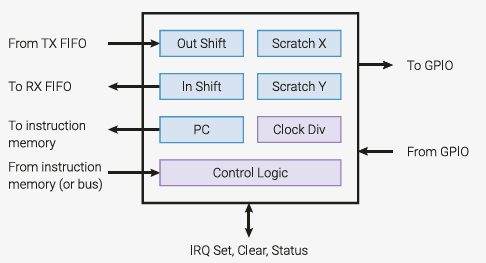 From TX FIFO
Out Shift
Scratch X
To GPIO
To RX FIFO
In Shift
Scratch Y
To instruction
memory
PC
Clock Div
From GPIO
From instruction
memory (or bus)
Control Logic
IRQ Set, Clear, Status